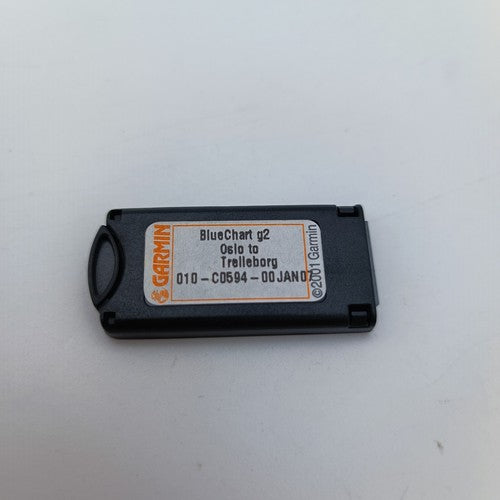 GARMIN
BlueChart g2
Oslo to
Trelleborg
010-C0594-00JAN07
©2001 Garmin